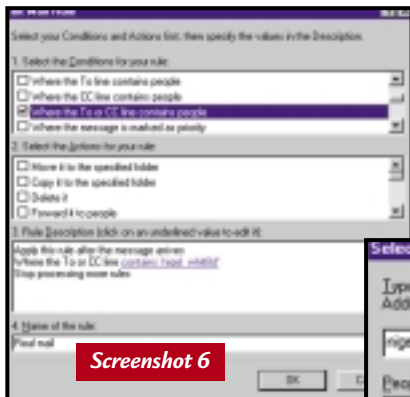 Select your Conditions and Actions first, then specify the values in the Description.
1. Select the Conditions for your rule:
Where the To line contains people
Where the CC line contains people
Where the To or CC line contains people
Where the message is marked as priority
2. Select the Actions for your rule:
Move it to the specified folder
Copy it to the specified folder
Delete it
Forward it to people
3. Rule Description (click on an underlined value to edit it):
Apply this rule after the message arrives
Where the To or CC line contains
Stop processing more rules
4. Name of the rule:
mail
Screenshot 6
OK
Selec
Type
Add
nige
Peop